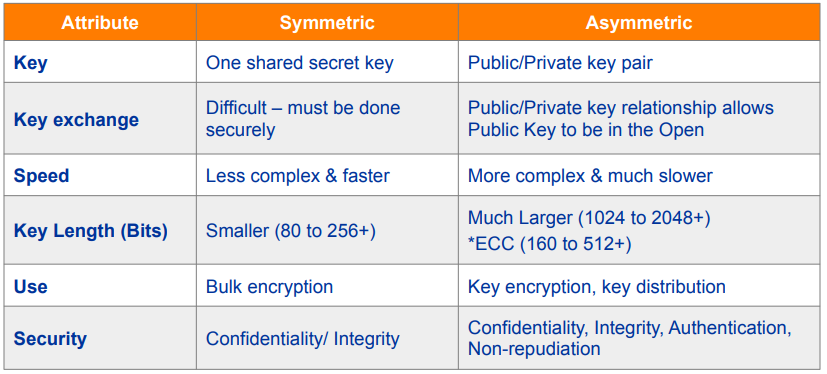 Attribute Symmetric Asymmetric
Key One shared secret key Public/Private key pair
Key exchange
Difficult – must be done
securely
Public/Private key relationship allows
Public Key to be in the Open
Speed Less complex & faster More complex & much slower
Key Length (Bits) Smaller (80 to 256+)
Much Larger (1024 to 2048+)
*ECC (160 to 512+)
Use Bulk encryption Key encryption, key distribution
Security Confidentiality/ Integrity
Confidentiality, Integrity, Authentication,
Non-repudiation